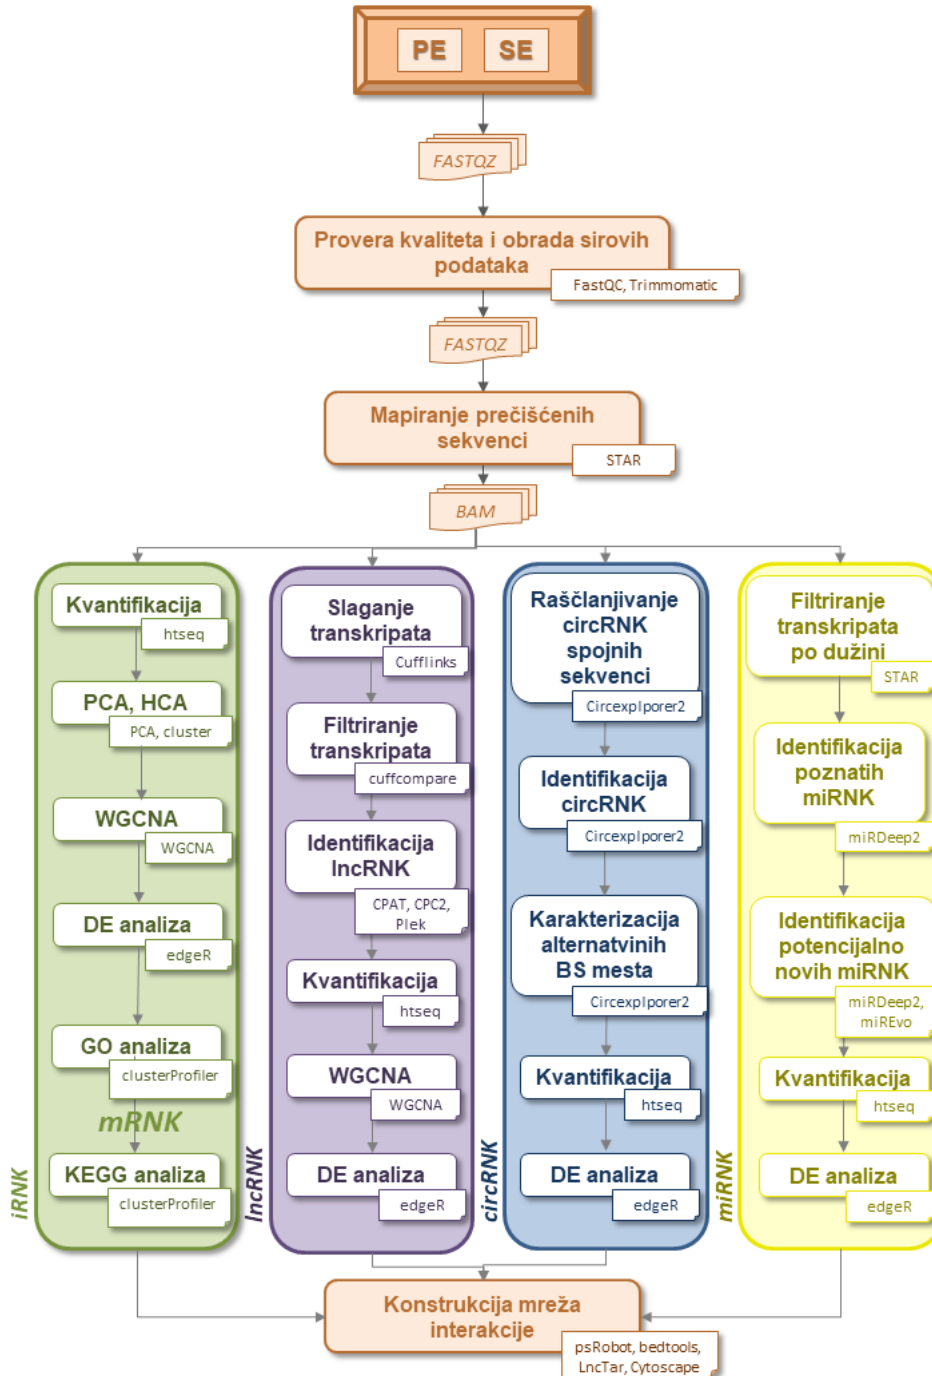 PE SE
FASTQZ
Provera kvaliteta i obrada sirovih
podataka
FastQC, Trimmomatic
FASTQZ
Mapiranje prečišćenih
sekvenci
STAR
BAM
Kvantifikacija
htseq
PCA, HCA
PCA, cluster
WGCNA
WGCNA
DE analiza
edgeR
GO analiza
clusterProfiler
mRNK
KEGG analiza
clusterProfiler
iRNK
Slaganje
transkripata
Cufflinks
Filtriranje
transkripata
cuffcompare
Identifikacija
lncRNK
CPAT, CPC2,
Plek
Kvantifikacija
htseq
WGCNA
WGCNA
DE analiza
edgeR
lncRNK
Raščlanjivanje
circRNK
spojnih
sekvenci
Circexplporer2
Identifikacija
circRNK
Circexplporer2
Karakterizacija
alternatvinih
BS mesta
Circexplporer2
Kvantifikacija
htseq
DE analiza
edgeR
circRNK
Filtriranje
transkripata
po dužini
STAR
Identifikacija
poznatih
miRNK
miRDeep2
Identifikacija
potencijalno
novih miRNK
miRDeep2,
miREvo
Kvantifikacija
htseq
DE analiza
edgeR
miRNK
Konstrukcija mreža
interakcije
psRobot, bedtools,
LncTar, Cytoscape